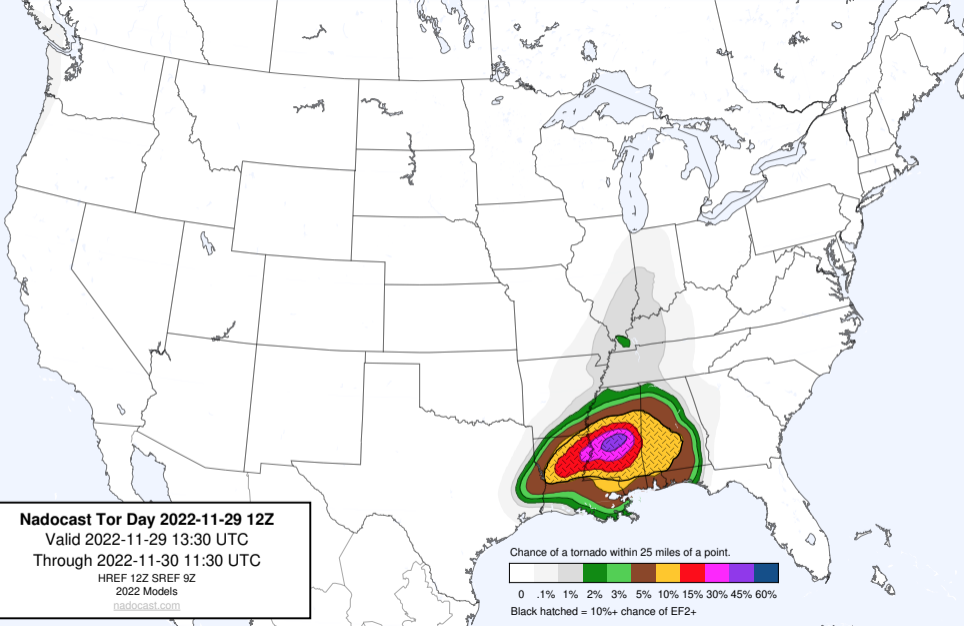 Nadocast Tor Day 2022-11-29 12Z
Valid 2022-11-29 13:30 UTC
Through 2022-11-30 11:30 UTC
HREF 12Z SREF 9Z
2022 Models
nadocast.com
Chance of a tornado within 25 miles of a point.
0 .1% 1% 2% 3% 5% 10% 15% 30% 45% 60%
Black hatched = 10%+ chance of EF2+